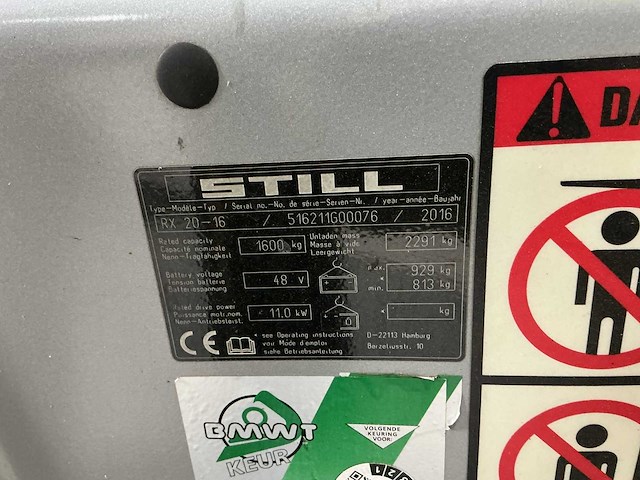 STILL
Type-Modèle-Typ / Serial no.-No. de série-Serien-Nr. / year-année-Baujahr
RX 20-16 / 516211G00076 / 2016
Rated capacity
Capacité nominale
Nenn-Tragfähigkeit
1600 kg
Unladen mass
Masse à vide
Leergewicht
2291 kg
Battery voltage
Tension batterie
Batteriespannung
48 V
max. 929 kg
min. 813 kg
Rated drive power
Puissance motr.nom.
Nenn-Antriebsleist.
11.0 kW
kg
CE
see Operating instructions
voir Mode d'emploi
siehe Betriebsanleitung
D-22113 Hamburg
Berzeliusstr. 10
BMWT
KEUR
VOLGENDE
KEURING
VOOR:
DA